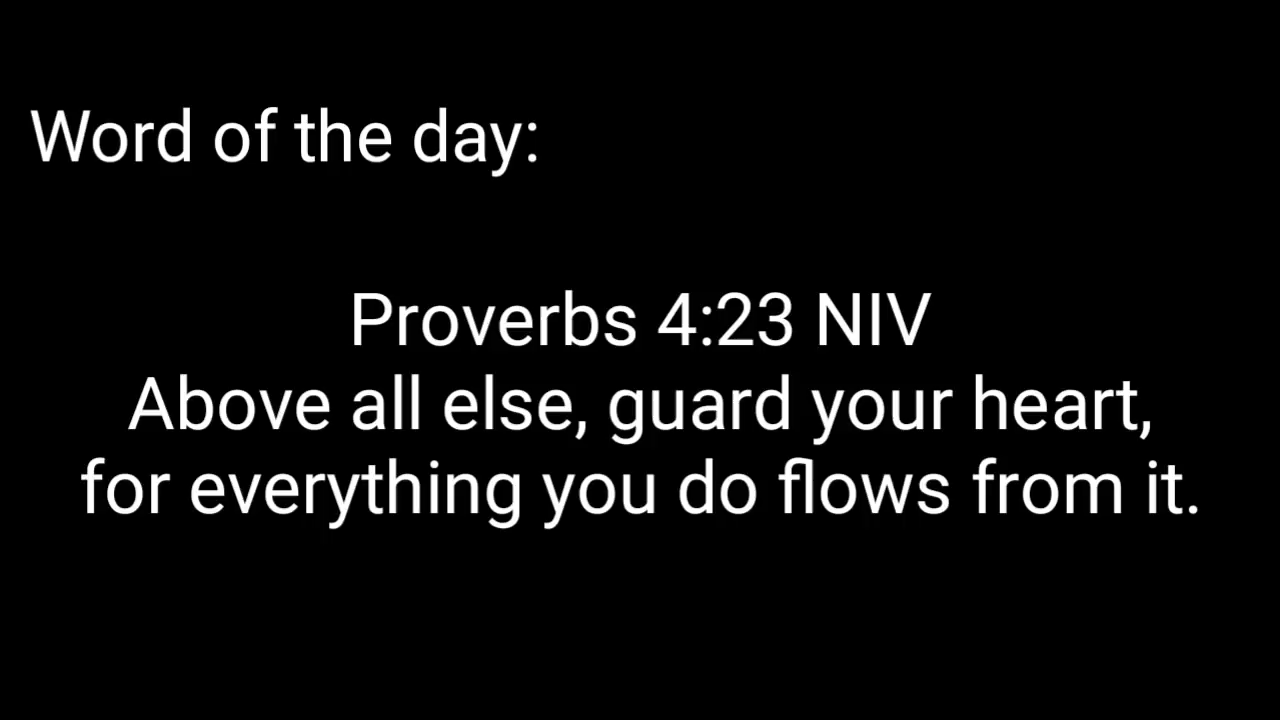 Word of the day:
Proverbs 4:23 NIV
Above all else, guard your heart,
for everything you do flows from it.